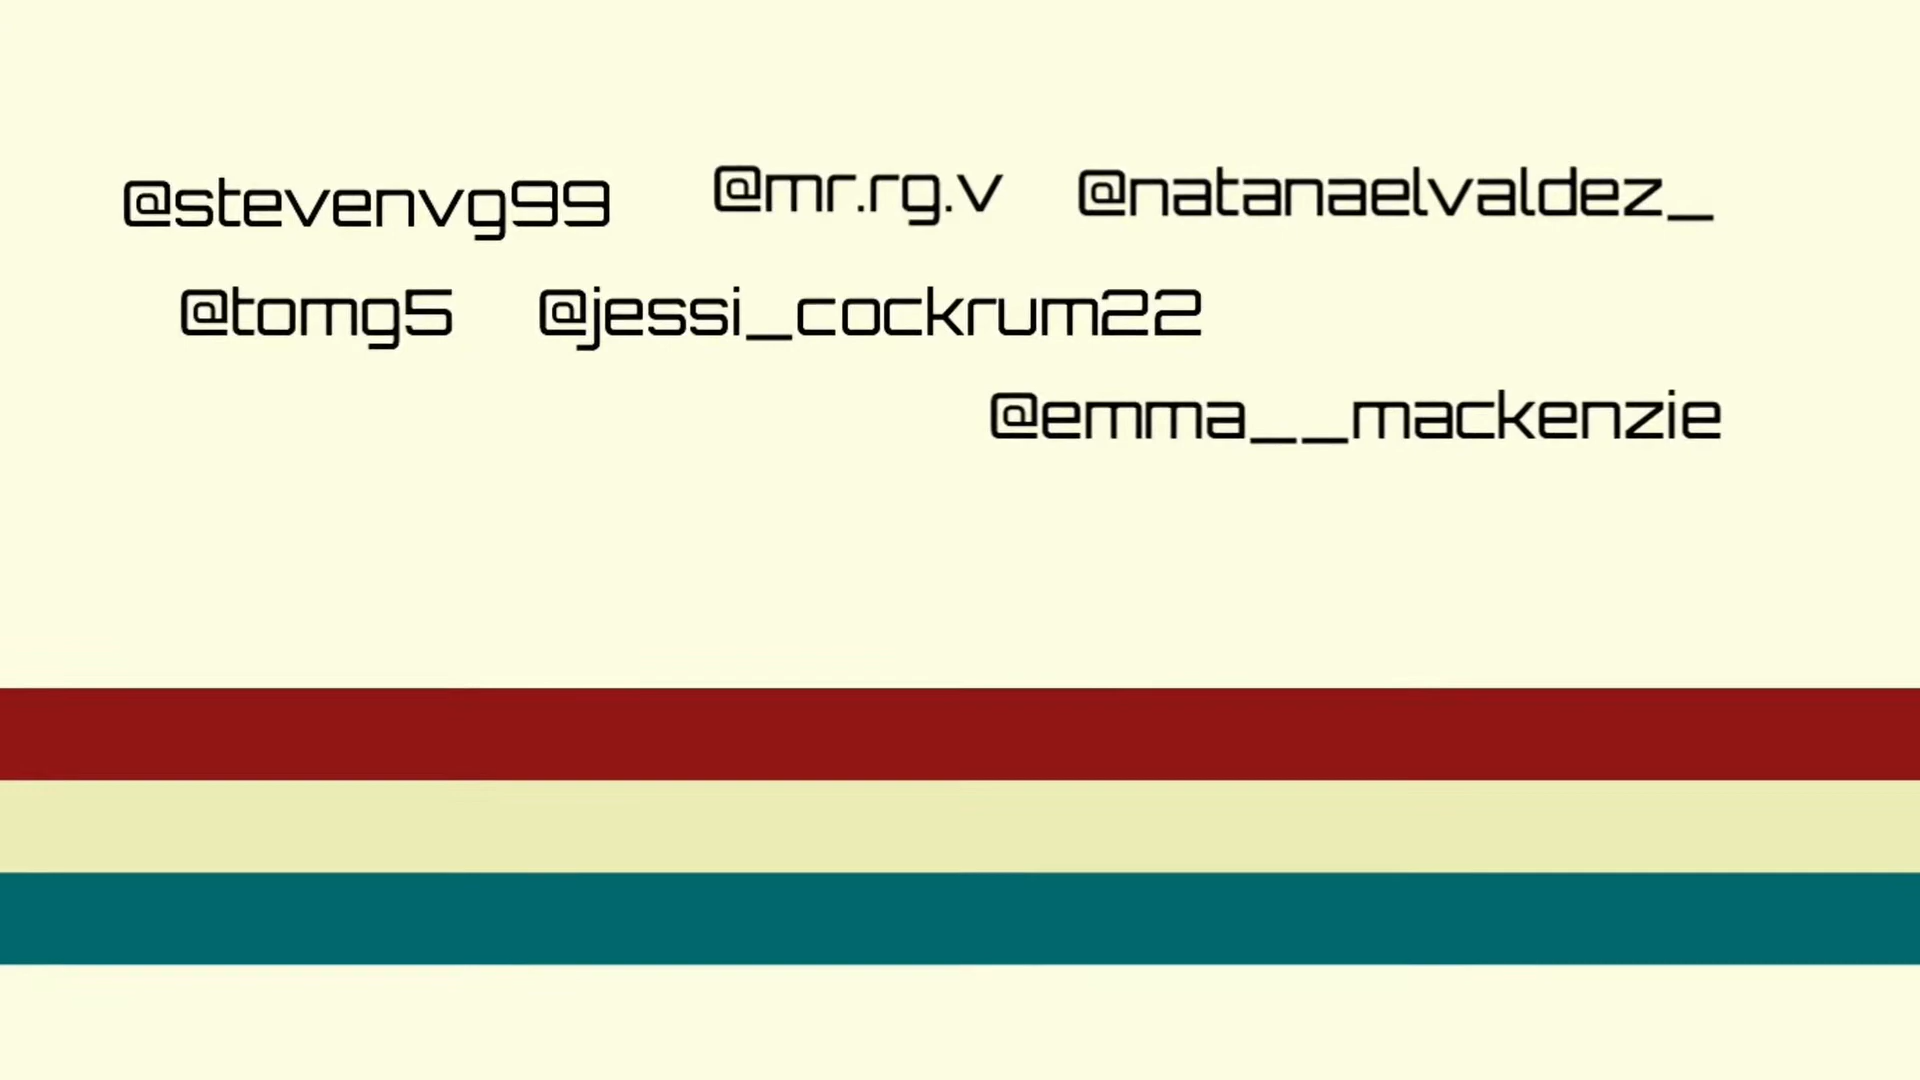 @stevenvg99 @mr.rg.v @natanaelvaldez_
@tomg5 @jessi_cockrum22
@emma__mackenzie